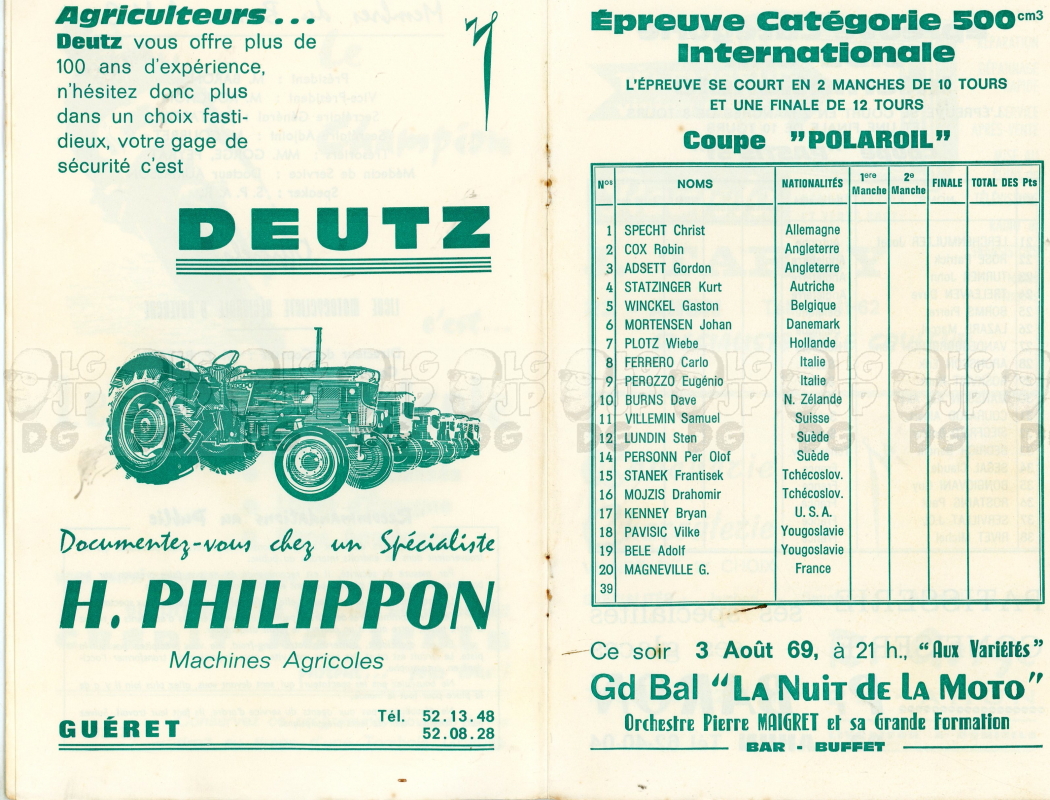 Agriculteurs...
Deutz vous offre plus de
100 ans d'expérience,
n'hésitez donc plus
dans un choix fasti-
dieux, votre gage de
sécurité c'est
DEUTZ
Documentez-vous chez un Spécialiste
H. PHILIPPON
Machines Agricoles
GUÉRET
Tél. 52.13.48
52.08.28
Épreuve Catégorie 500cm3
Internationale
L'ÉPREUVE SE COURT EN 2 MANCHES DE 10 TOURS
ET UNE FINALE DE 12 TOURS
Coupe "POLAROIL"
Nos NOMS NATIONALITÉS 1ere Manche 2e Manche FINALE TOTAL DES Pts
1 SPECHT Christ Allemagne
2 COX Robin Angleterre
3 ADSETT Gordon Angleterre
4 STATZINGER Kurt Autriche
5 WINCKEL Gaston Belgique
6 MORTENSEN Johan Danemark
7 PLOTZ Wiebe Hollande
8 FERRERO Carlo Italie
9 PEROZZO Eugénio Italie
10 BURNS Dave N. Zélande
11 VILLEMIN Samuel Suisse
12 LUNDIN Sten Suède
14 PERSONN Per Olof Suède
15 STANEK Frantisek Tchécoslov.
16 MOJZIS Drahomir Tchécoslov.
17 KENNEY Bryan U.S.A.
18 PAVISIC Vilke Yougoslavie
19 BELE Adolf Yougoslavie
20 MAGNEVILLE G. France
39
Ce soir 3 Août 69, à 21 h., "Aux Variétés"
Gd Bal "LA NUIT DE LA MOTO"
Orchestre Pierre MAIGRET et sa Grande Formation
BAR - BUFFET